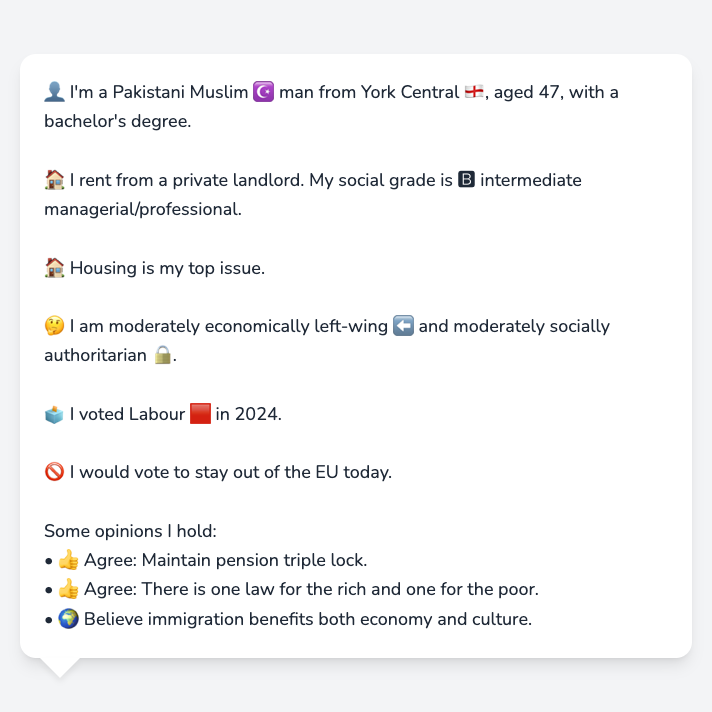 👤 I'm a Pakistani Muslim ☪️ man from York Central 🏴󠁧󠁢󠁥󠁮󠁧󠁿, aged 47, with a
bachelor's degree.
🏠 I rent from a private landlord. My social grade is 🅱 intermediate
managerial/professional.
🏠 Housing is my top issue.
🤔 I am moderately economically left-wing ⬅️ and moderately socially
authoritarian 🔒.
🗳️ I voted Labour 🟥 in 2024.
🚫 I would vote to stay out of the EU today.
Some opinions I hold:
• 👍 Agree: Maintain pension triple lock.
• 👍 Agree: There is one law for the rich and one for the poor.
• 🌍 Believe immigration benefits both economy and culture.